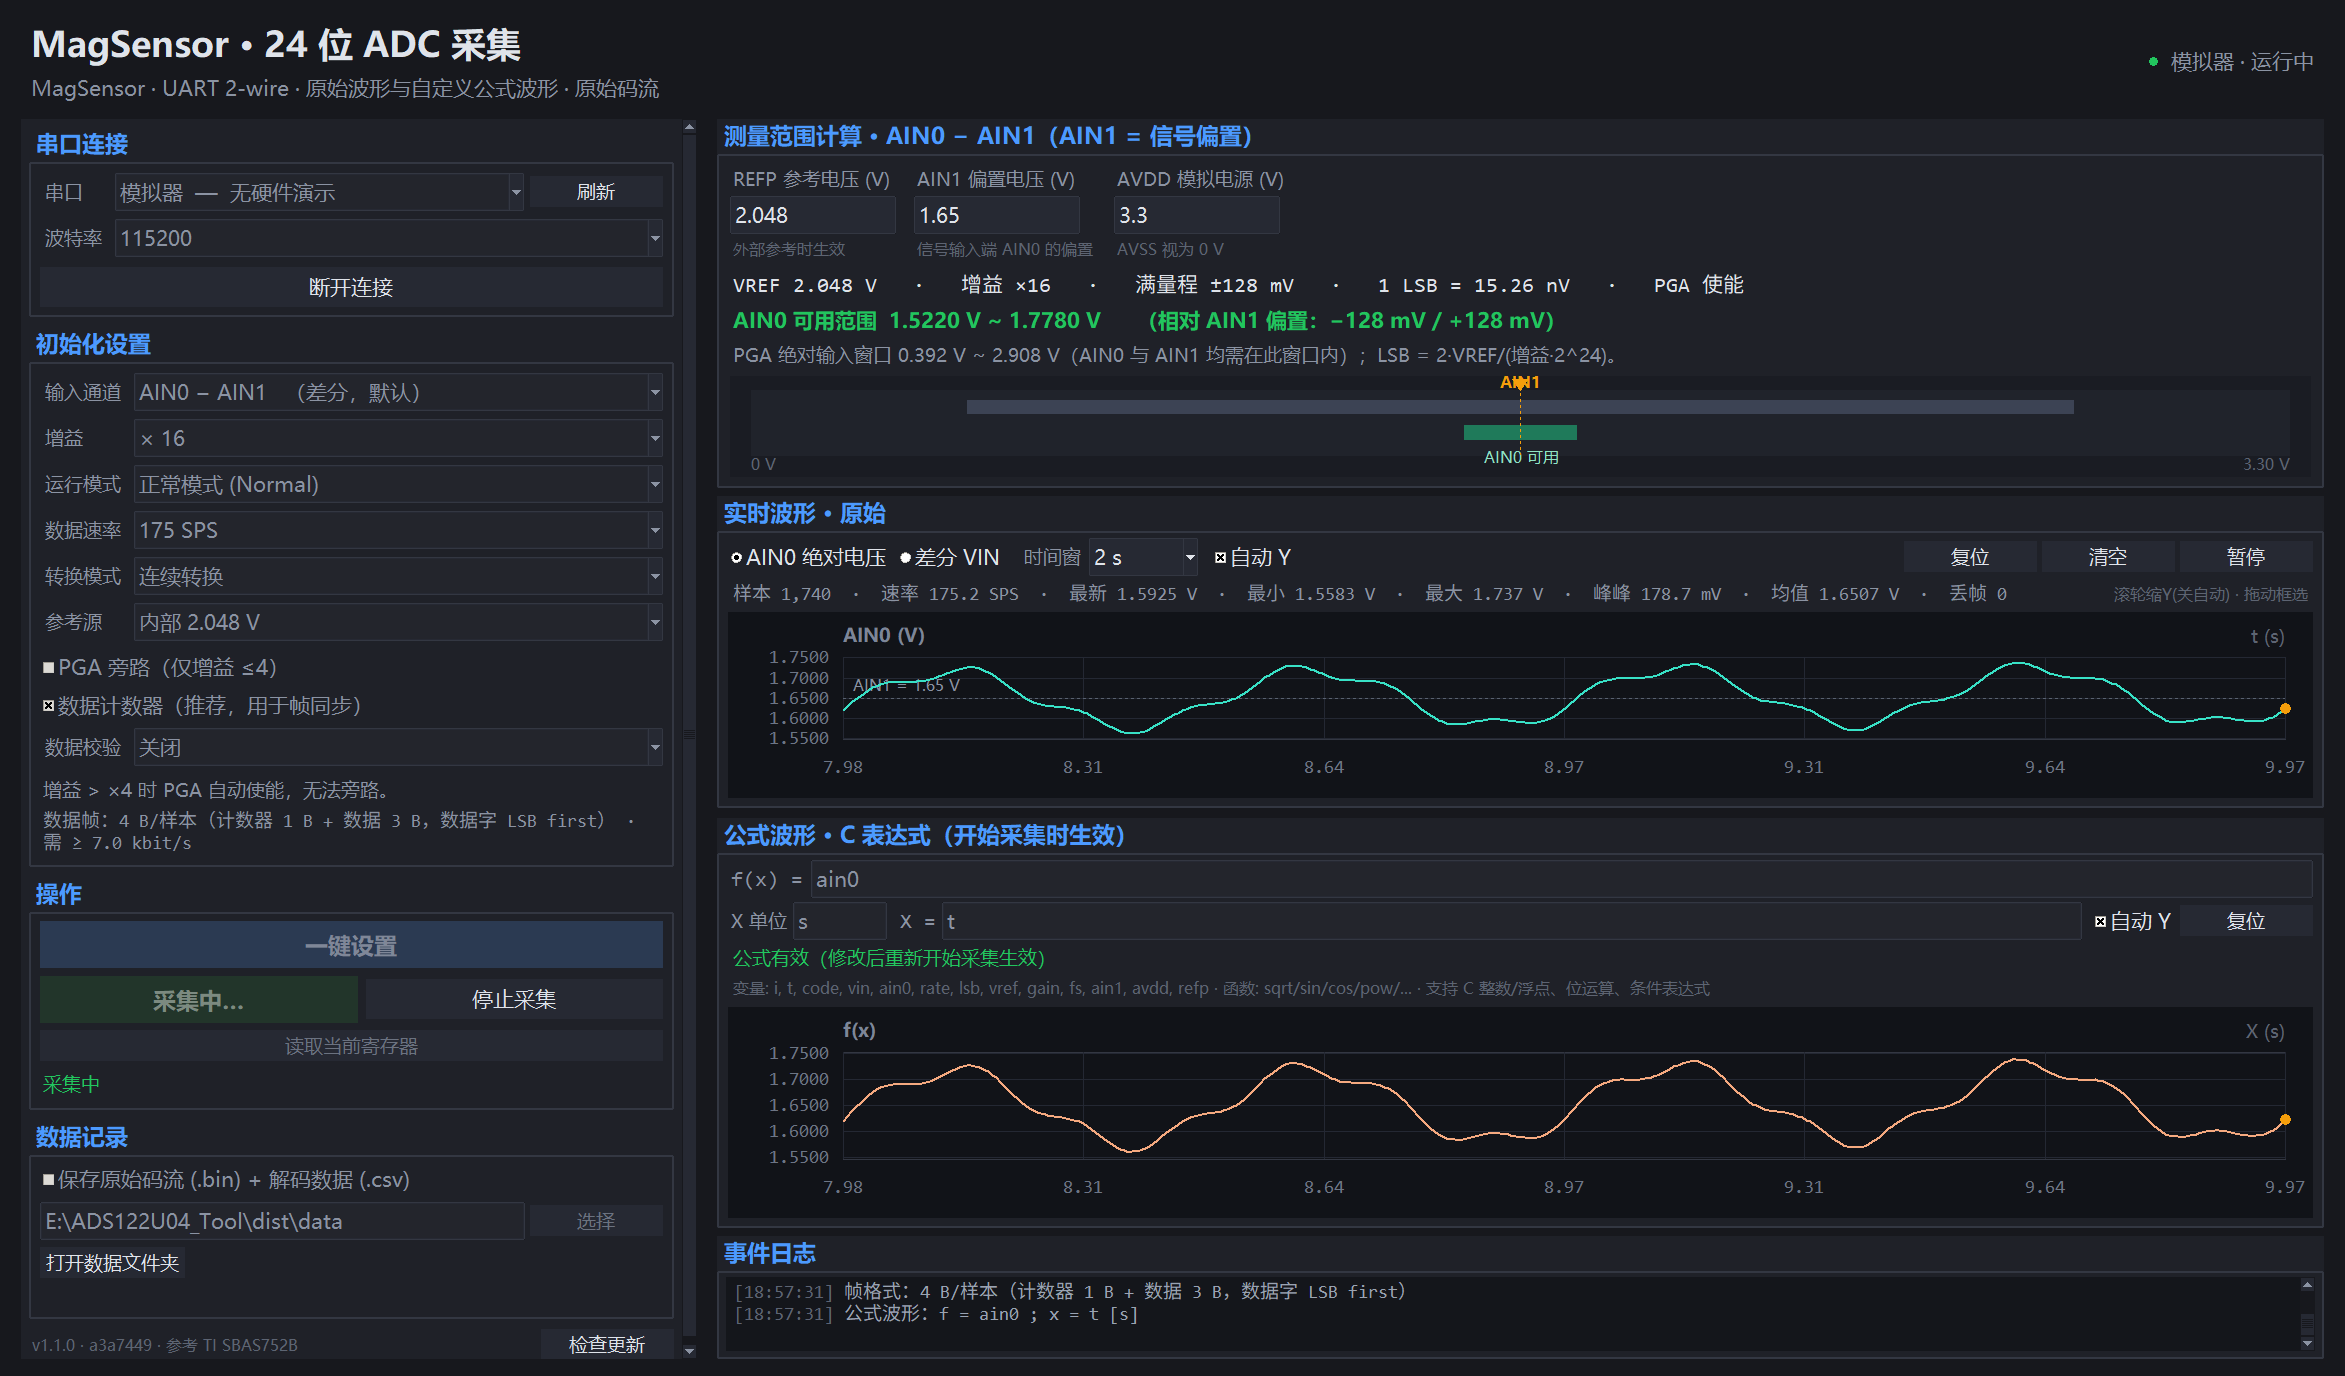 MagSensor • 24 位 ADC 采集
MagSensor · UART 2-wire · 原始波形与自定义公式波形 · 原始码流
模拟器 · 运行中
串口连接
串口 模拟器 — 无硬件演示 刷新
波特率 115200
断开连接
初始化设置
输入通道 AIN0 – AIN1 （差分，默认）
增益 × 16
运行模式 正常模式 (Normal)
数据速率 175 SPS
转换模式 连续转换
参考源 内部 2.048 V
PGA 旁路（仅增益 ≤4）
数据计数器（推荐，用于帧同步）
数据校验 关闭
增益 > ×4 时 PGA 自动使能，无法旁路。
数据帧: 4 B/样本（计数器 1 B + 数据 3 B，数据字 LSB first） ·
需 ≥ 7.0 kbit/s
操作
一键设置
采集中… 停止采集
读取当前寄存器
采集中
数据记录
保存原始码流 (.bin) + 解码数据 (.csv)
E:\ADS122U04_Tool\dist\data 选择
打开数据文件夹
v1.1.0 · a3a7449 · 参考 TI SBAS752B 检查更新
测量范围计算 • AIN0 – AIN1（AIN1 = 信号偏置）
REFP 参考电压 (V) AIN1 偏置电压 (V) AVDD 模拟电源 (V)
2.048 1.65 3.3
外部参考时生效 信号输入端 AIN0 的偏置 AVSS 视为 0 V
VREF 2.048 V · 增益 ×16 · 满量程 ±128 mV · 1 LSB = 15.26 nV · PGA 使能
AIN0 可用范围 1.5220 V ~ 1.7780 V （相对 AIN1 偏置: −128 mV / +128 mV）
PGA 绝对输入窗口 0.392 V ~ 2.908 V（AIN0 与 AIN1 均需在此窗口内）; LSB = 2·VREF/(增益·2^24)。
AIN1
AIN0 可用
0 V 3.30 V
实时波形 • 原始
AIN0 绝对电压 差分 VIN 时间窗 2 s 自动 Y 复位 清空 暂停
样本 1,740 · 速率 175.2 SPS · 最新 1.5925 V · 最小 1.5583 V · 最大 1.737 V · 峰峰 178.7 mV · 均值 1.6507 V · 丢帧 0 滚轮缩Y(关自动) · 拖动框选
AIN0 (V) t (s)
1.7500
1.7000
AIN1 = 1.65 V
1.6500
1.6000
1.5500
7.98 8.31 8.64 8.97 9.31 9.64 9.97
公式波形 • C 表达式（开始采集时生效）
f(x) = ain0
X 单位 s X = t 自动 Y 复位
公式有效（修改后重新开始采集生效）
变量: i, t, code, vin, ain0, rate, lsb, vref, gain, fs, ain1, avdd, refp · 函数: sqrt/sin/cos/pow/... · 支持 C 整数/浮点、位运算、条件表达式
f(x) X (s)
1.7500
1.7000
1.6500
1.6000
1.5500
7.98 8.31 8.64 8.97 9.31 9.64 9.97
事件日志
[18:57:31] 帧格式: 4 B/样本（计数器 1 B + 数据 3 B，数据字 LSB first）
[18:57:31] 公式波形: f = ain0 ; x = t [s]